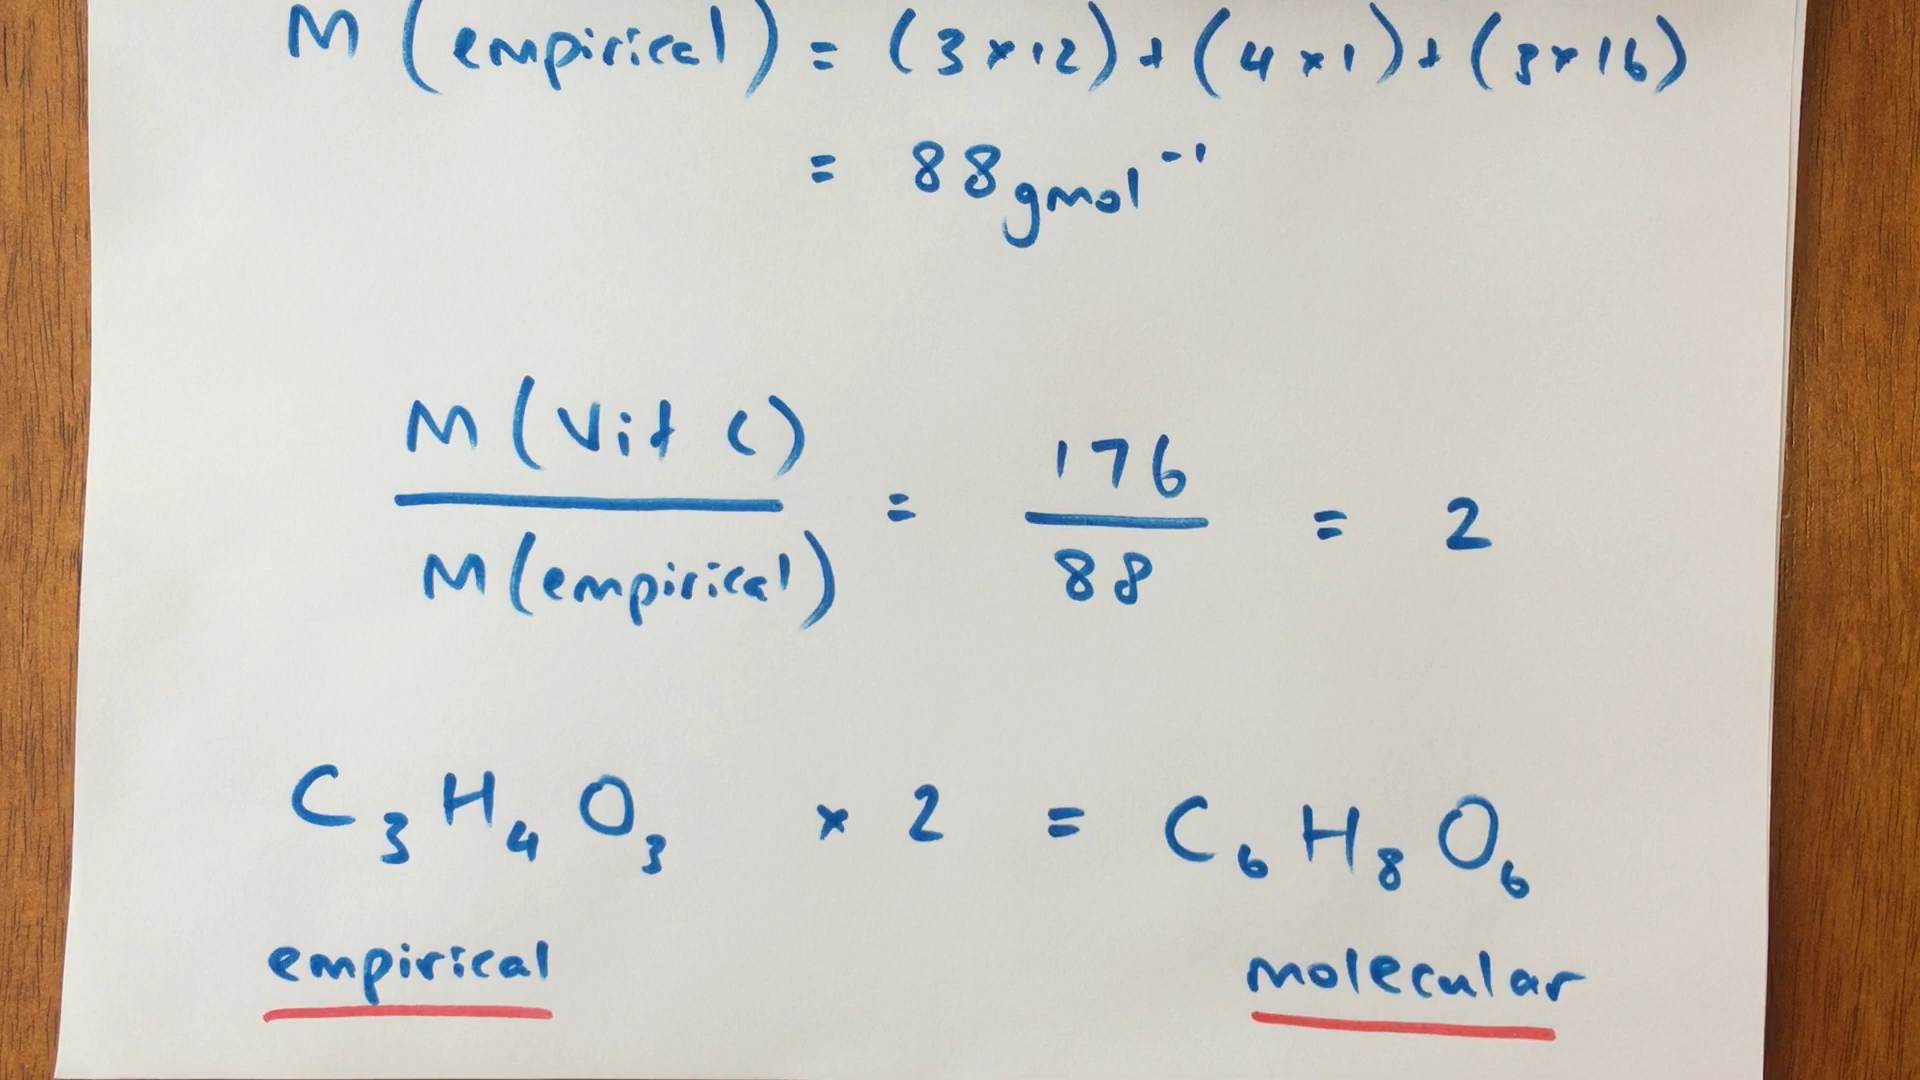 M (empirical) = (3 x 12) + (4 x 1) + (3 x 16)
= 88 gmol⁻¹
M (Vit C) / M (empirical) = 176 / 88 = 2
C₃H₄O₃ x 2 = C₆H₈O₆
empirical molecular